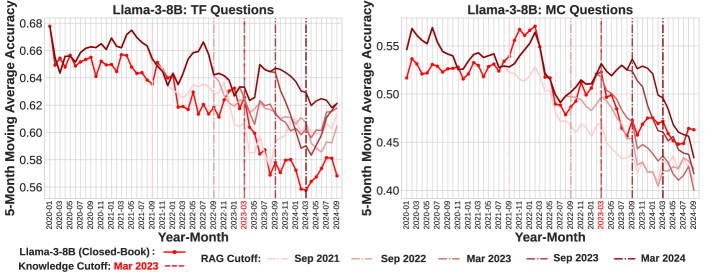 Llama-3-8B: TF Questions
5-Month Moving Average Accuracy
0.68
0.66
0.64
0.62
0.60
0.58
0.56
2020-01 2020-03 2020-05 2020-07 2020-09 2020-11 2021-01 2021-03 2021-05 2021-07 2021-09 2021-11 2022-01 2022-03 2022-05 2022-07 2022-09 2022-11 2023-01 2023-03 2023-05 2023-07 2023-09 2023-11 2024-01 2024-03 2024-05 2024-07 2024-09
Year-Month
Llama-3-8B: MC Questions
5-Month Moving Average Accuracy
0.55
0.50
0.45
0.40
2020-01 2020-03 2020-05 2020-07 2020-09 2020-11 2021-01 2021-03 2021-05 2021-07 2021-09 2021-11 2022-01 2022-03 2022-05 2022-07 2022-09 2022-11 2023-01 2023-03 2023-05 2023-07 2023-09 2023-11 2024-01 2024-03 2024-05 2024-07 2024-09
Year-Month
Llama-3-8B (Closed-Book) :
Knowledge Cutoff: Mar 2023
RAG Cutoff: Sep 2021 Sep 2022 Mar 2023 Sep 2023 Mar 2024